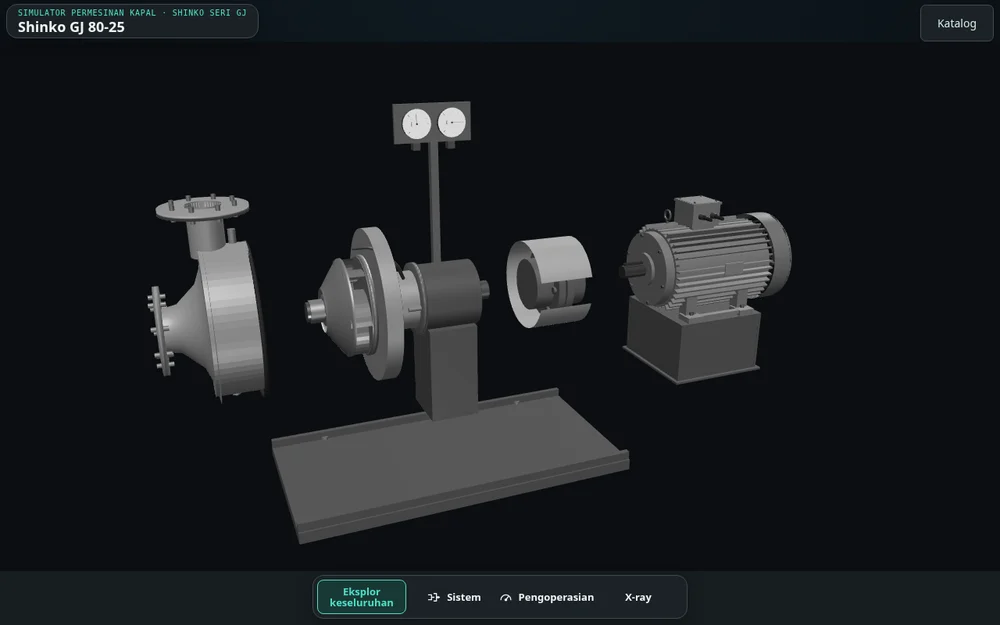 SIMULATOR PERMESINAN KAPAL · SHINKO SERI GJ
Shinko GJ 80-25
Katalog
Eksplor
keseluruhan
Sistem
Pengoperasian
X-ray